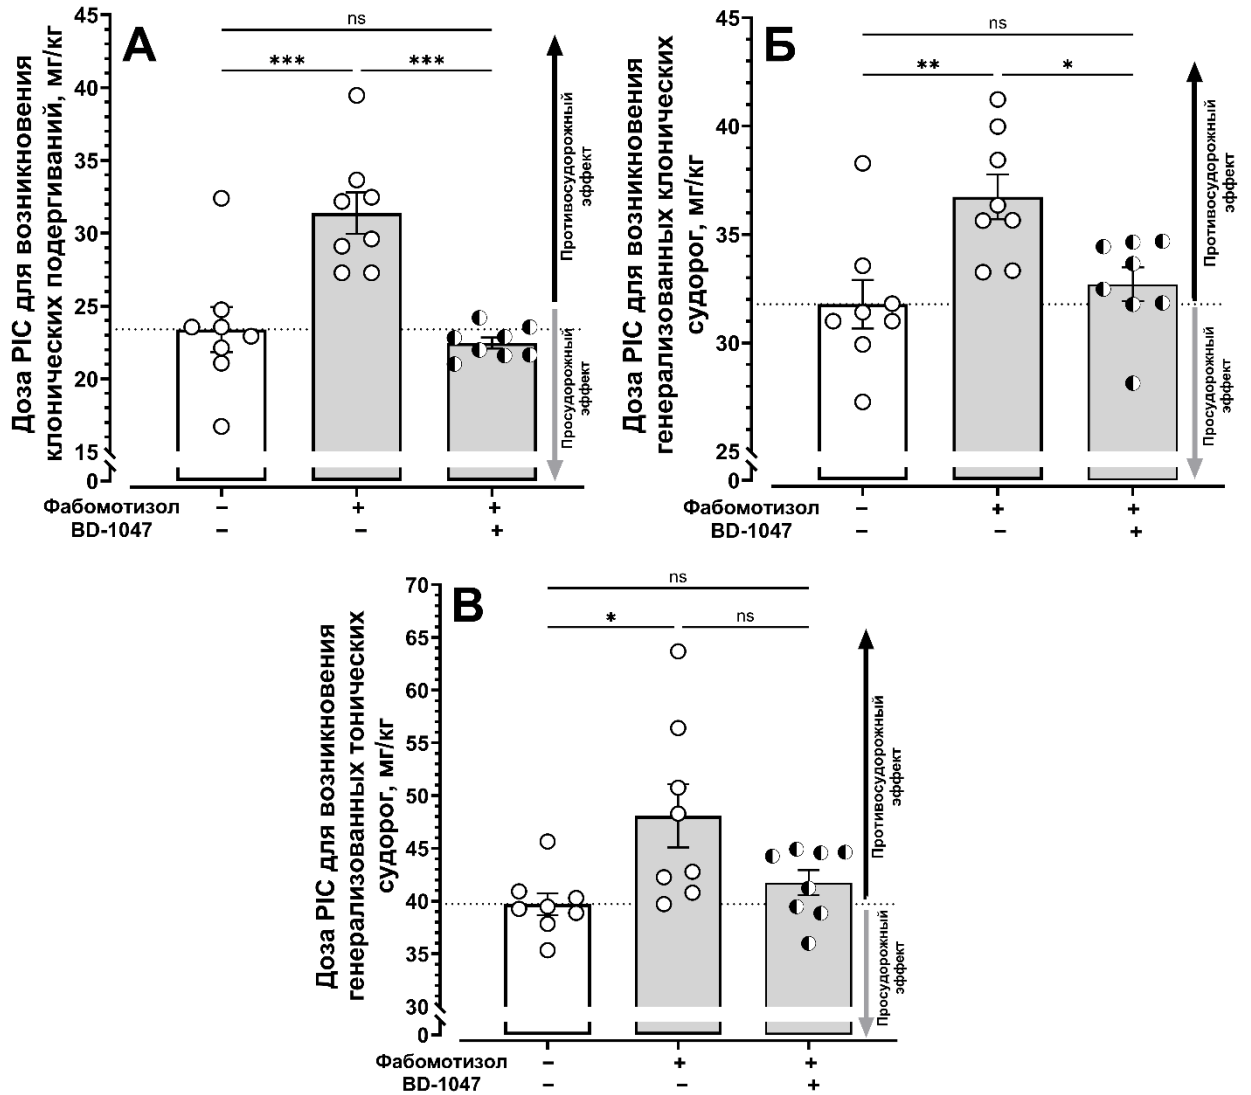 А
Доза PIC для возникновения
клонических подергиваний, мг/кг
45
40
35
30
25
20
15
0
ns
*** ***
Противосудорожный
эффект
Просудорожный
эффект
Фабомотизол – + +
BD-1047 – – +
Б
Доза PIC для возникновения
генерализованных клонических
судорог, мг/кг
45
40
35
30
25
0
ns
** *
Противосудорожный
эффект
Просудорожный
эффект
Фабомотизол – + +
BD-1047 – – +
В
Доза PIC для возникновения
генерализованных тонических
судорог, мг/кг
70
65
60
55
50
45
40
35
30
0
ns
* ns
Противосудорожный
эффект
Просудорожный
эффект
Фабомотизол – + +
BD-1047 – – +